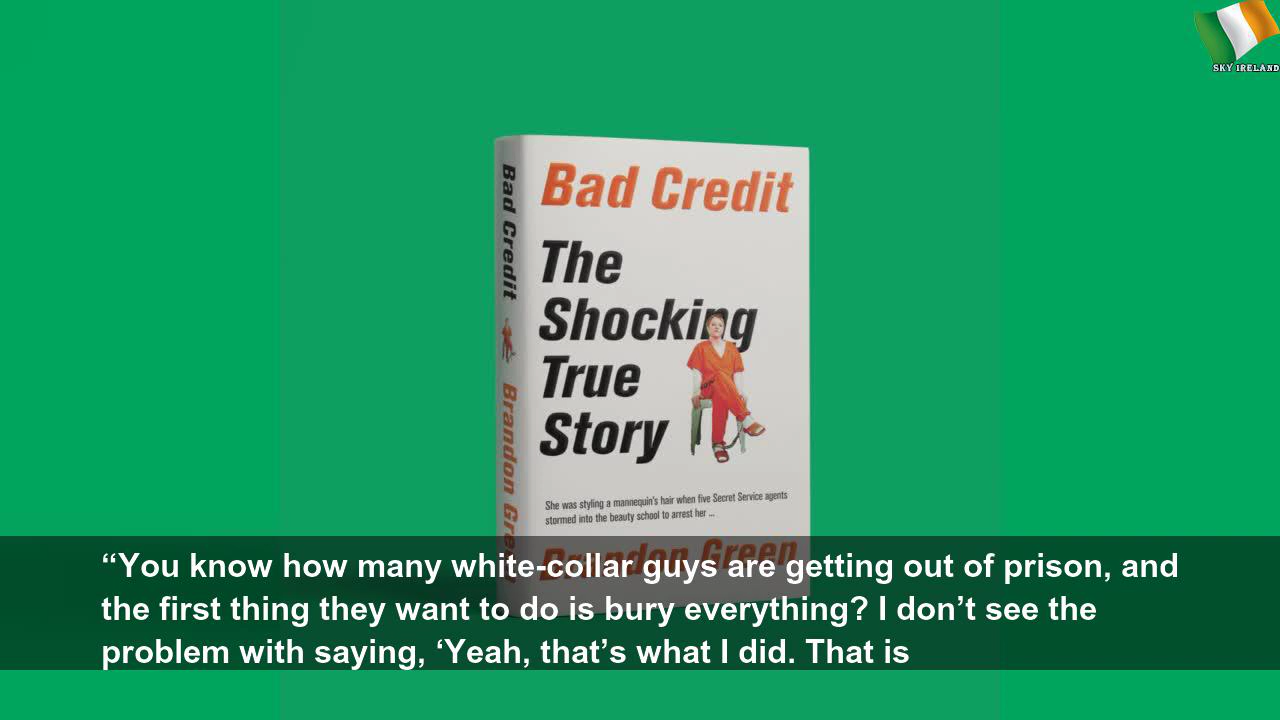 SKY IRELAND
Bad Credit
Bad Credit
The
Shocking
True
Story
She was styling a mannequin's hair when five Secret Service agents
stormed into the beauty school to arrest her ...
Brandon Green
Brandon Green
“You know how many white-collar guys are getting out of prison, and
the first thing they want to do is bury everything? I don’t see the
problem with saying, ‘Yeah, that’s what I did. That is